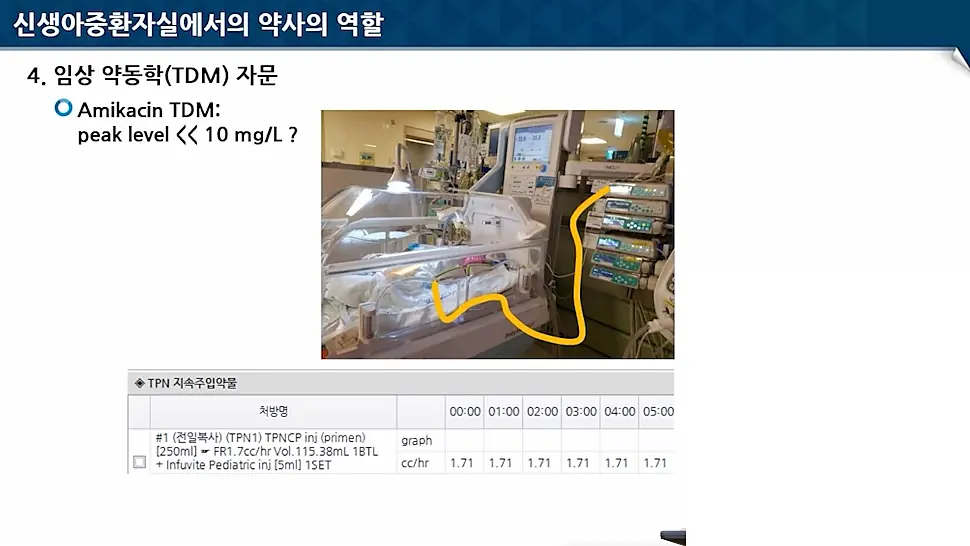 신생아중환자실에서의 약사의 역할
4. 임상 약동학(TDM) 자문
Amikacin TDM:
peak level << 10 mg/L ?
◈ TPN 지속주입약물
처방명 00:00 01:00 02:00 03:00 04:00 05:00
#1 (전일복사) (TPN1) TPNCP inj (primen) graph
[250ml] ☞ FR1.7cc/hr Vol.115.38mL 1BTL
+ Infuvite Pediatric inj [5ml] 1SET cc/hr 1.71 1.71 1.71 1.71 1.71 1.71